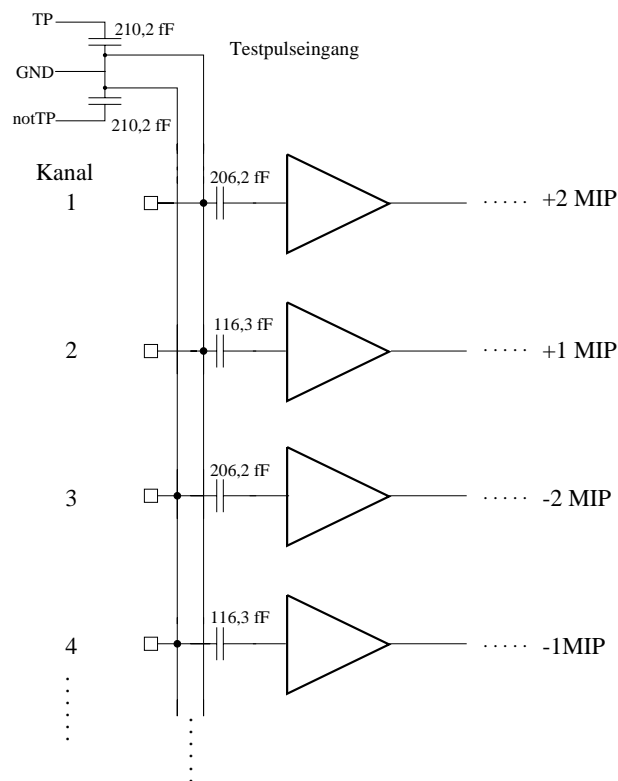 TP
210,2 fF
Testpulseingang
GND
notTP
210,2 fF
Kanal
1
206,2 fF
+2 MIP
2
116,3 fF
+1 MIP
3
206,2 fF
-2 MIP
4
116,3 fF
-1MIP